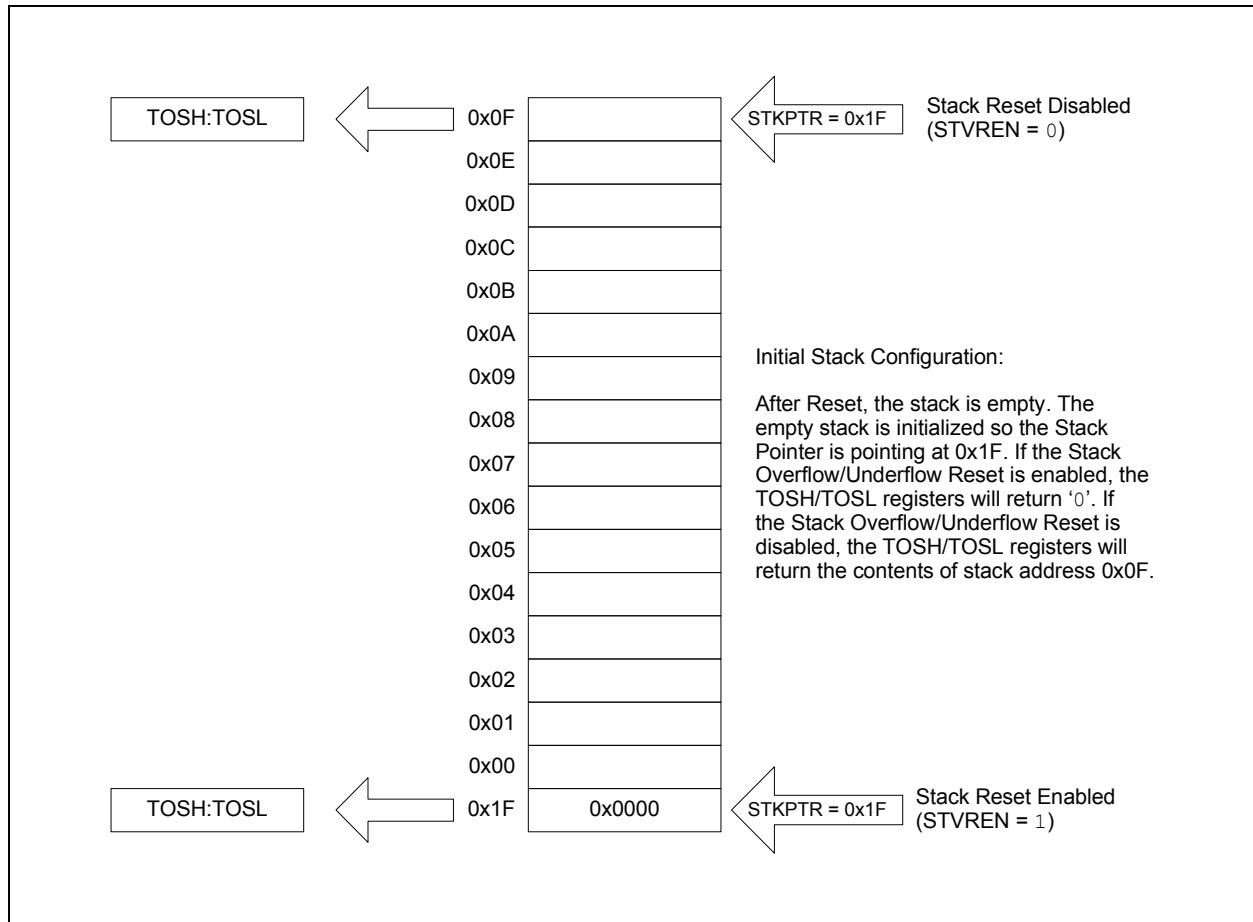 TOSH:TOSL
0x0F
STKPTR = 0x1F
Stack Reset Disabled
(STVREN = 0)
0x0E
0x0D
0x0C
0x0B
0x0A
0x09
0x08
0x07
0x06
0x05
0x04
0x03
0x02
0x01
0x00
Initial Stack Configuration:
After Reset, the stack is empty. The
empty stack is initialized so the Stack
Pointer is pointing at 0x1F. If the Stack
Overflow/Underflow Reset is enabled, the
TOSH/TOSL registers will return ‘0’. If
the Stack Overflow/Underflow Reset is
disabled, the TOSH/TOSL registers will
return the contents of stack address 0x0F.
TOSH:TOSL
0x1F
0x0000
STKPTR = 0x1F
Stack Reset Enabled
(STVREN = 1)